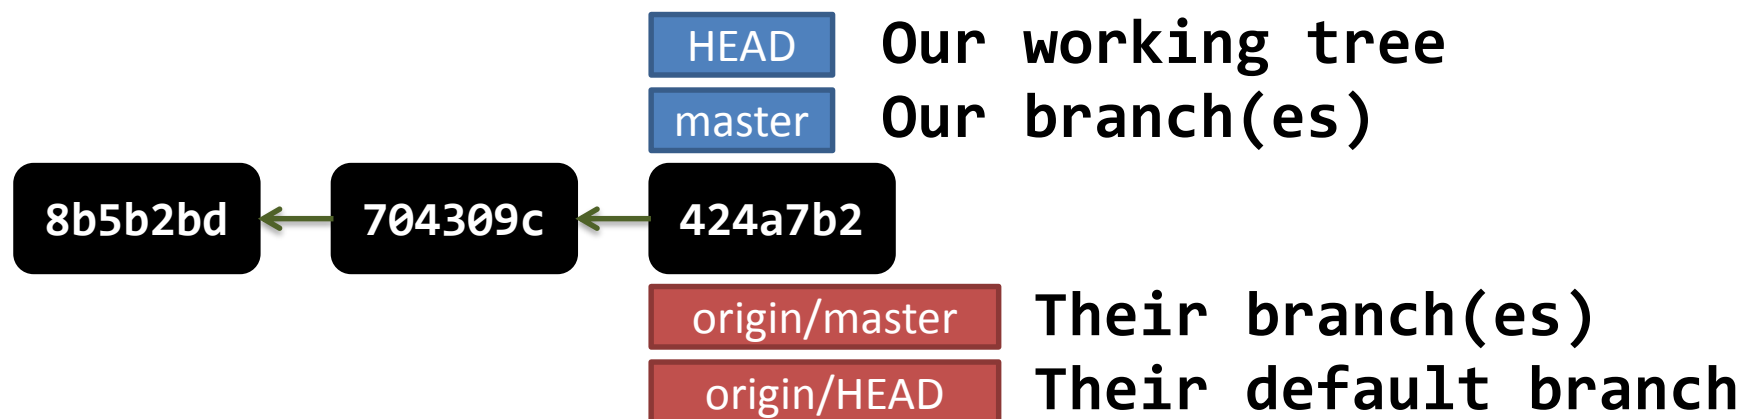 HEAD Our working tree
master Our branch(es)
8b5b2bd 704309c 424a7b2
origin/master Their branch(es)
origin/HEAD Their default branch